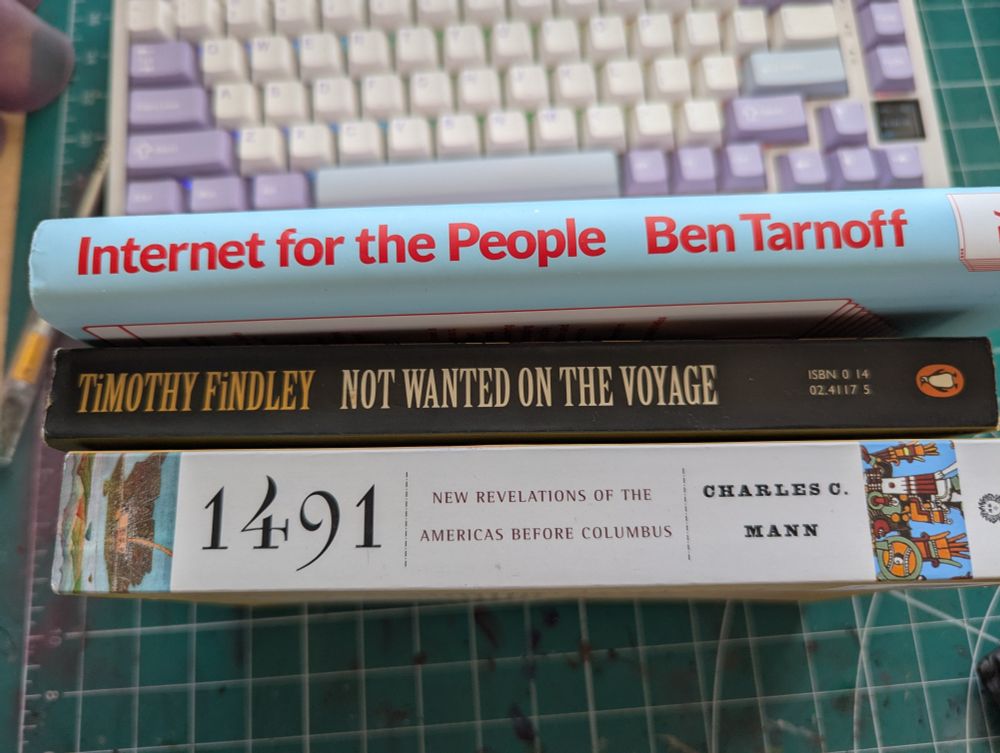 Internet for the People Ben Tarnoff
TiMOTHY FiNDLEY NOT WANTED ON THE VOYAGE
ISBN 0 14
02.4117 5
1491
NEW REVELATIONS OF THE
AMERICAS BEFORE COLUMBUS
CHARLES C.
MANN